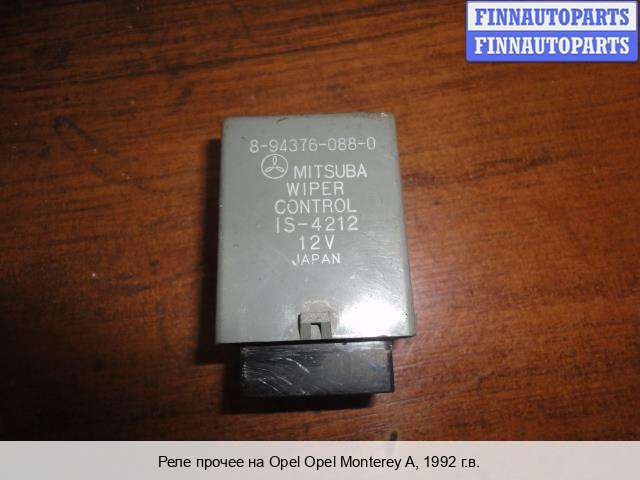 FINNAUTOPARTS
FINNAUTOPARTS
8-94376-088-0
MITSUBA
WIPER
CONTROL
IS-4212
12V
JAPAN
Реле прочее на Opel Opel Monterey A, 1992 г.в.